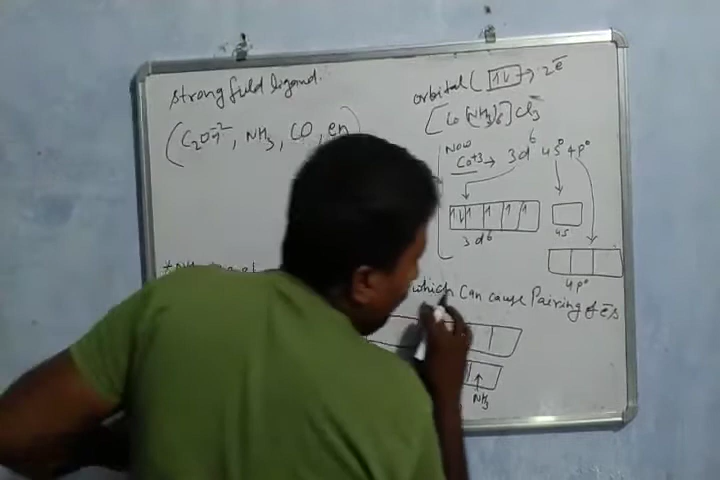 strong field ligand.
(C₂O₄⁻², NH₃, CO, en)
orbital ( [↑↓] → 2e⁻
[Co(NH₃)₆]Cl₃
Now
Co⁺³ → 3d⁶ 4s⁰ 4p⁰
3d⁶
4s
4p⁰
which can cause Pairing of e⁻s
NH₃